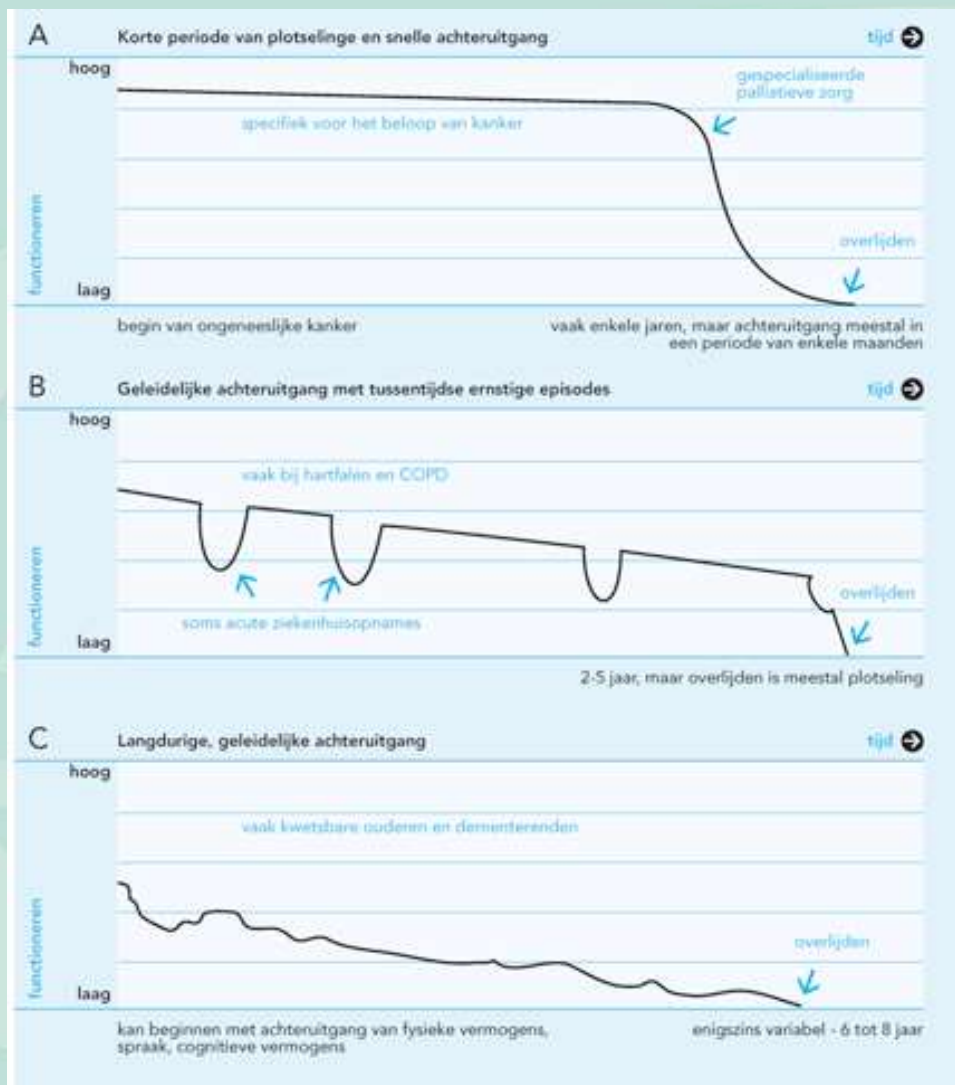 A
Korte periode van plotselinge en snelle achteruitgang
tijd
hoog
gespecialiseerde
palliatieve zorg
specifiek voor het beloop van kanker
functioneren
overlijden
laag
begin van ongeneeslijke kanker
vaak enkele jaren, maar achteruitgang meestal in
een periode van enkele maanden
B
Geleidelijke achteruitgang met tussentijdse ernstige episodes
tijd
hoog
vaak bij hartfalen en COPD
functioneren
overlijden
soms acute ziekenhuisopnames
laag
2-5 jaar, maar overlijden is meestal plotseling
C
Langdurige, geleidelijke achteruitgang
tijd
hoog
vaak kwetsbare ouderen en dementerenden
functioneren
overlijden
laag
kan beginnen met achteruitgang van fysieke vermogens,
spraak, cognitieve vermogens
enigszins variabel - 6 tot 8 jaar